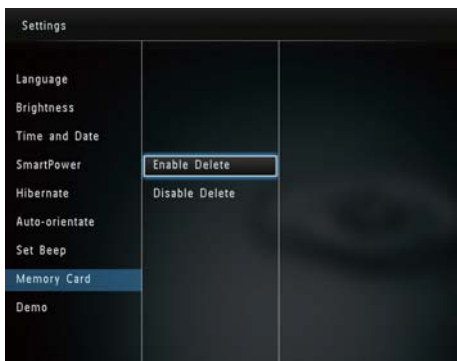 Settings
Language
Brightness
Time and Date
SmartPower
Enable Delete
Hibernate
Disable Delete
Auto-orientate
Set Beep
Memory Card
Demo